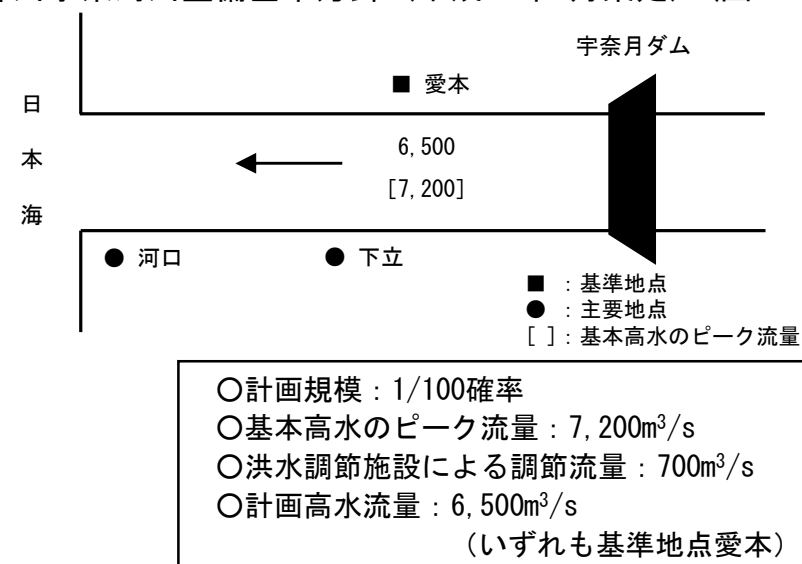 宇奈月ダム
■ 愛本
日本海
6,500
[7,200]
● 河口
● 下立
■ ：基準地点
● ：主要地点
[ ]：基本高水のピーク流量
〇計画規模：1/100確率
〇基本高水のピーク流量：7,200m³/s
〇洪水調節施設による調節流量：700m³/s
〇計画高水流量：6,500m³/s
（いずれも基準地点愛本）